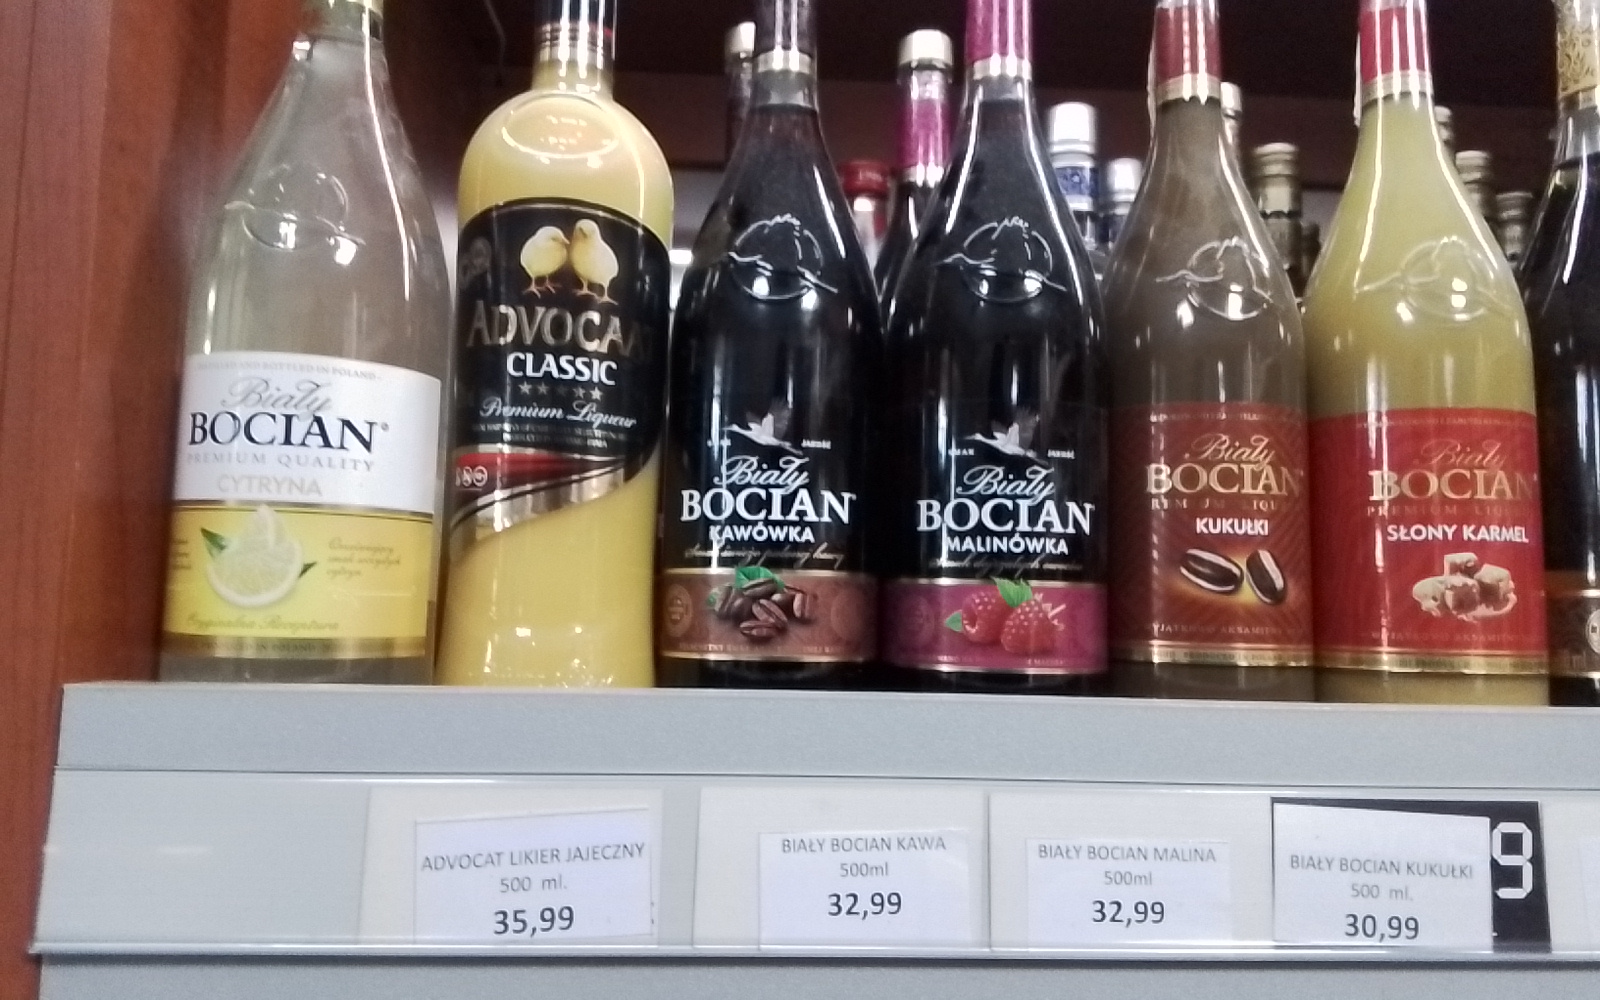 Biały
BOCIAN
PREMIUM QUALITY
CYTRYNA
ADVOCA
CLASSIC
Premium Liqueur
Biały
BOCIAN
KAWÓWKA
Biały
BOCIAN
MALINÓWKA
Biały
BOCIAN
KUKUŁKI
Biały
BOCIAN
PREMIUM
SŁONY KARMEL
ADVOCAT LIKIER JAJECZNY
500 ml.
35,99
BIAŁY BOCIAN KAWA
500ml
32,99
BIAŁY BOCIAN MALINA
500ml
32,99
BIAŁY BOCIAN KUKUŁKI
500 ml.
30,99
9